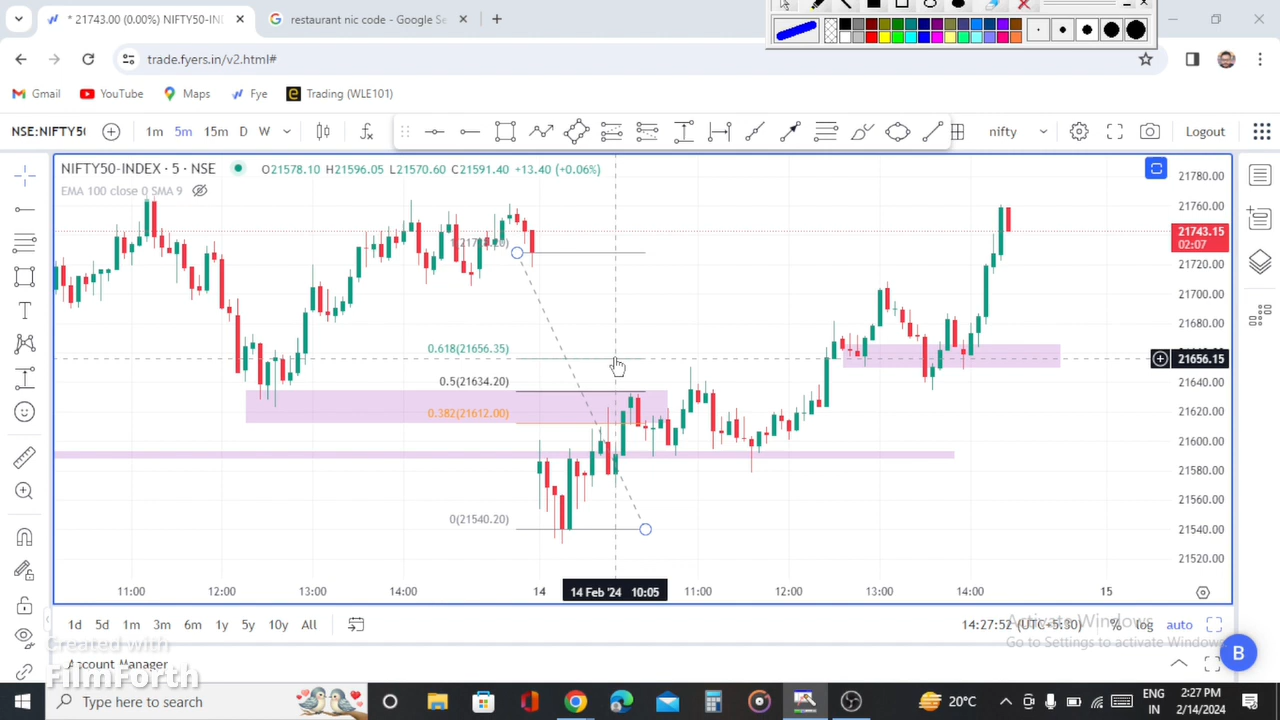 * 21743.00 (0.00%) NIFTY50-IN
restaurant nic code - Google Se
trade.fyers.in/v2.html#
Gmail YouTube Maps Fye Trading (WLE101)
NSE:NIFTY5 1m 5m 15m D W nifty Logout
NIFTY50-INDEX · 5 · NSE O21578.10 H21596.05 L21570.60 C21591.40 +13.40 (+0.06%)
EMA 100 close 0 SMA 9
0.618(21656.35)
0.5(21634.20)
0.382(21612.00)
0(21540.20)
21780.00
21760.00
21743.15
02:07
21720.00
21700.00
21680.00
21656.15
21640.00
21620.00
21600.00
21580.00
21560.00
21540.00
21520.00
11:00 12:00 13:00 14:00 14 14 Feb '24 10:05 11:00 12:00 13:00 14:00 15
1d 5d 1m 3m 6m 1y 5y 10y All 14:27:52 (UTC+5:30) % log auto
Activate Windows
Go to Settings to activate Windows.
Created with
FilmForth
Account Manager
B
Type here to search
20°C
ENG
IN
2:27 PM
2/14/2024